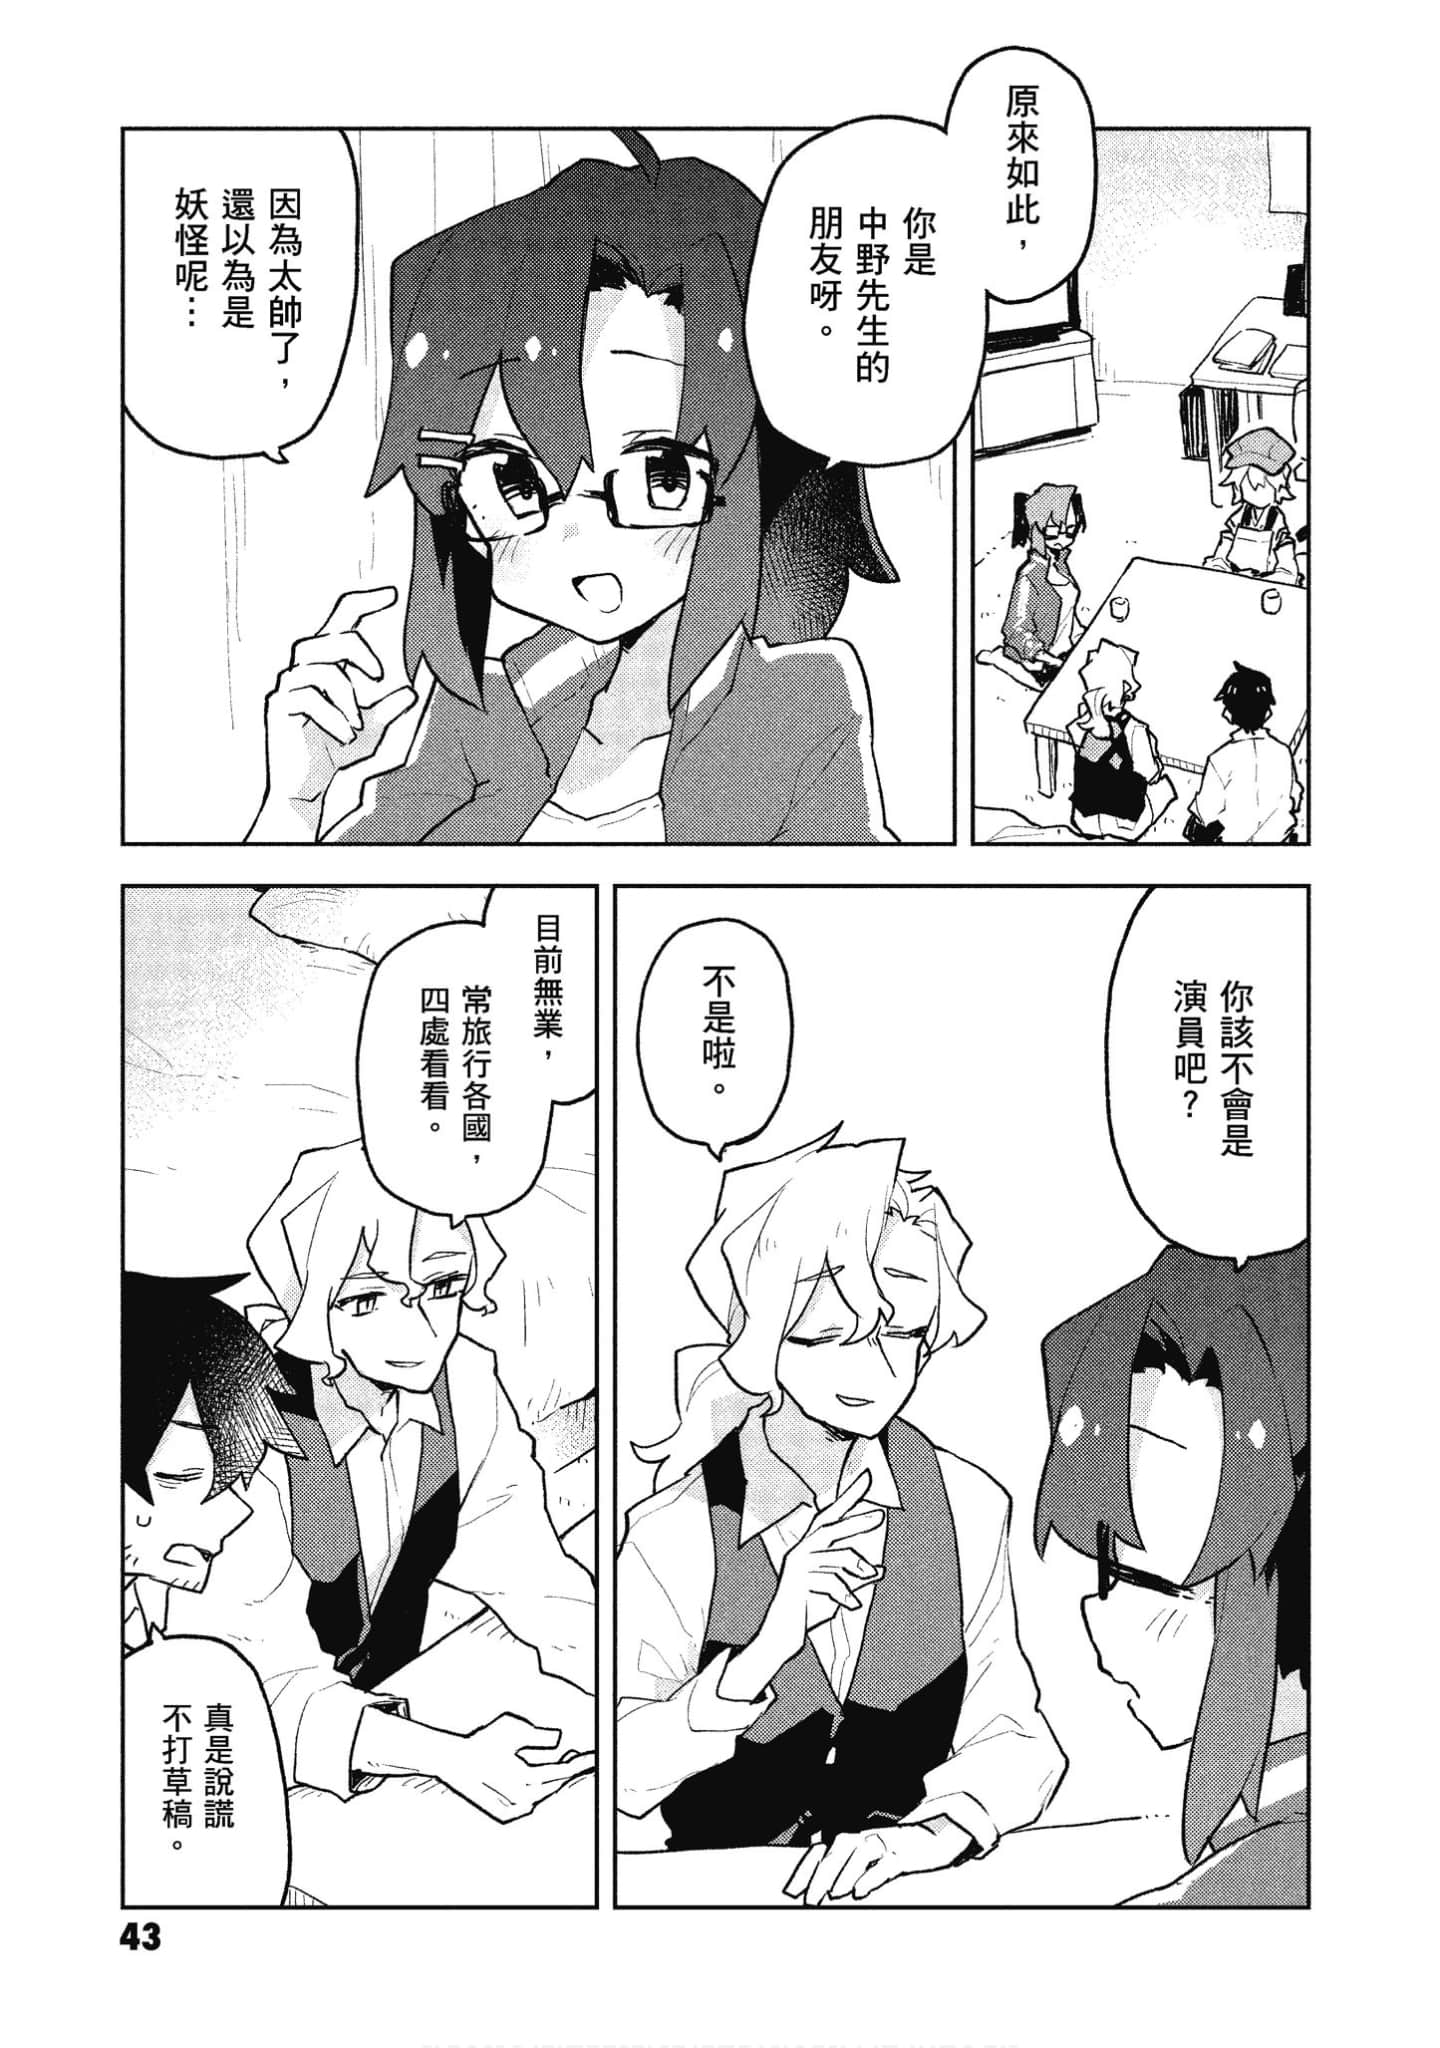 原來如此，
你是
中野先生的
朋友呀。
因為太帥了，
還以為是
妖怪呢…
你該不會是
演員吧？
不是啦。
目前無業，
常旅行各國，
四處看看。
真是說謊
不打草稿。
43